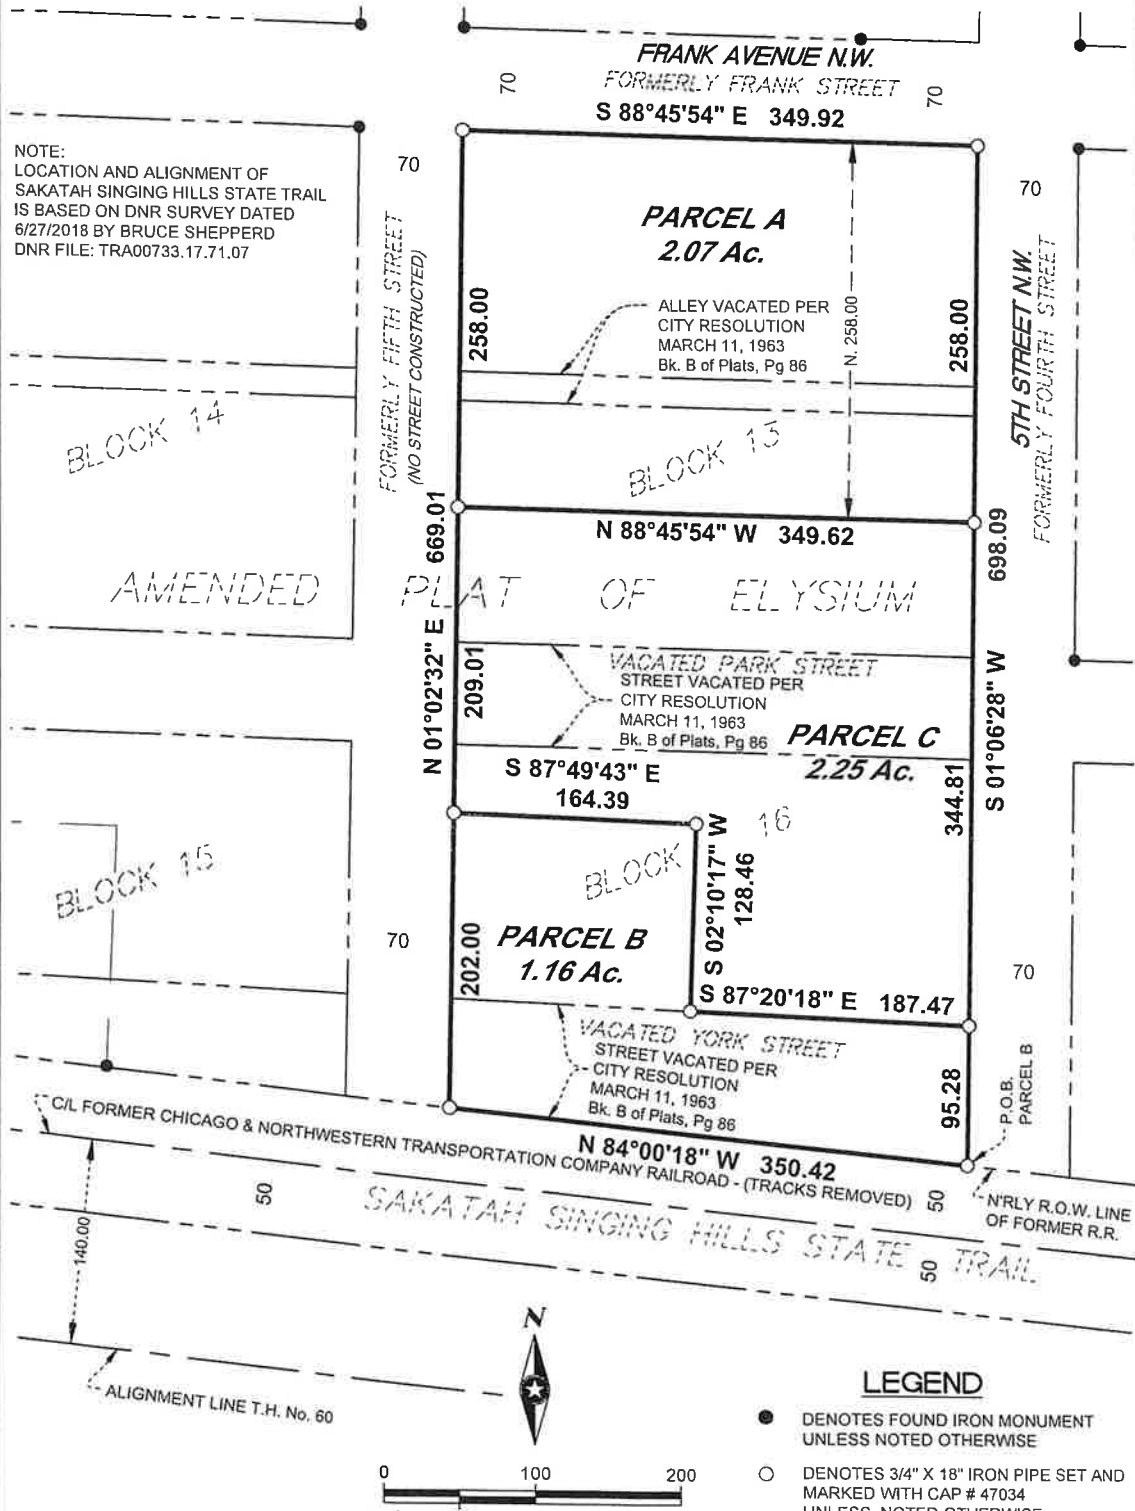 FRANK AVENUE N.W.
FORMERLY FRANK STREET
70
70
S 88°45'54" E 349.92
NOTE:
LOCATION AND ALIGNMENT OF
SAKATAH SINGING HILLS STATE TRAIL
IS BASED ON DNR SURVEY DATED
6/27/2018 BY BRUCE SHEPPERD
DNR FILE: TRA00733.17.71.07
70
70
PARCEL A
2.07 Ac.
FORMERLY FIFTH STREET
(NO STREET CONSTRUCTED)
258.00
ALLEY VACATED PER
CITY RESOLUTION
MARCH 11, 1963
Bk. B of Plats, Pg 86
N. 258.00
258.00
5TH STREET N.W.
FORMERLY FOURTH STREET
BLOCK 14
BLOCK 13
669.01
N 88°45'54" W 349.62
698.09
AMENDED PLAT OF ELYSIUM
N 01°02'32" E
209.01
VACATED PARK STREET
STREET VACATED PER
CITY RESOLUTION
MARCH 11, 1963
Bk. B of Plats, Pg 86
PARCEL C
2.25 Ac.
S 01°06'28" W
344.81
S 87°49'43" E
164.39
BLOCK 16
S 02°10'17" W
128.46
BLOCK 15
70
202.00
PARCEL B
1.16 Ac.
70
S 87°20'18" E 187.47
VACATED YORK STREET
STREET VACATED PER
CITY RESOLUTION
MARCH 11, 1963
Bk. B of Plats, Pg 86
95.28
P.O.B.
PARCEL B
N 84°00'18" W 350.42
C/L FORMER CHICAGO & NORTHWESTERN TRANSPORTATION COMPANY RAILROAD - (TRACKS REMOVED)
50
50
N'RLY R.O.W. LINE
OF FORMER R.R.
SAKATAH SINGING HILLS STATE TRAIL
50
140.00
ALIGNMENT LINE T.H. No. 60
N
0 100 200
LEGEND
DENOTES FOUND IRON MONUMENT
UNLESS NOTED OTHERWISE
DENOTES 3/4" X 18" IRON PIPE SET AND
MARKED WITH CAP # 47034
UNLESS NOTED OTHERWISE